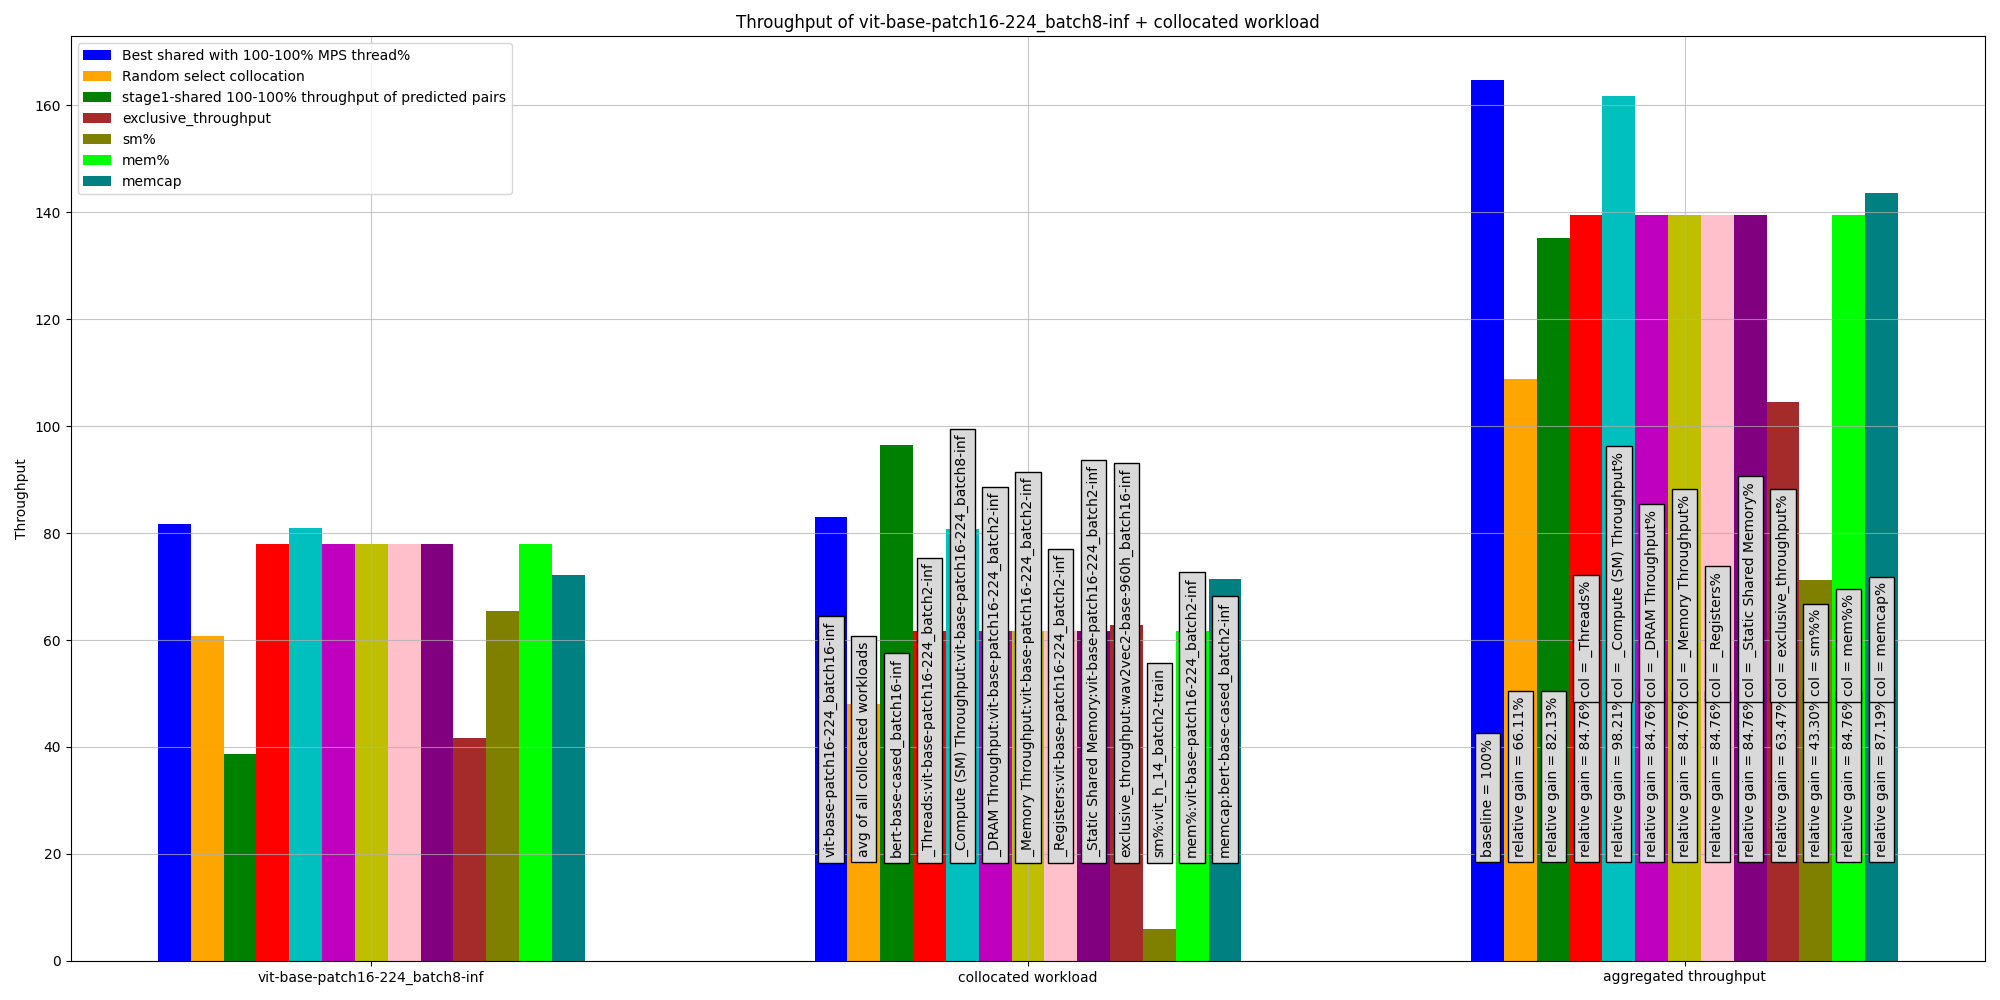 Throughput of vit-base-patch16-224_batch8-inf + collocated workload
Best shared with 100-100% MPS thread%
Random select collocation
stage1-shared 100-100% throughput of predicted pairs
exclusive_throughput
sm%
mem%
memcap
Throughput
160
140
120
100
80
60
40
20
0
vit-base-patch16-224_batch16-inf
avg of all collocated workloads
bert-base-cased_batch16-inf
_Threads:vit-base-patch16-224_batch2-inf
_Compute (SM) Throughput:vit-base-patch16-224_batch8-inf
_DRAM Throughput:vit-base-patch16-224_batch2-inf
_Memory Throughput:vit-base-patch16-224_batch2-inf
_Registers:vit-base-patch16-224_batch2-inf
_Static Shared Memory:vit-base-patch16-224_batch2-inf
exclusive_throughput:wav2vec2-base-960h_batch16-inf
sm%:vit_h_14_batch2-train
mem%:vit-base-patch16-224_batch2-inf
memcap:bert-base-cased_batch2-inf
baseline = 100%
relative gain = 66.11%
relative gain = 82.13%
relative gain = 84.76%
col = _Threads%
relative gain = 98.21%
col = _Compute (SM) Throughput%
relative gain = 84.76%
col = _DRAM Throughput%
relative gain = 84.76%
col = _Memory Throughput%
relative gain = 84.76%
col = _Registers%
relative gain = 84.76%
col = _Static Shared Memory%
relative gain = 63.47%
col = exclusive_throughput%
relative gain = 43.30%
col = sm%%
relative gain = 84.76%
col = mem%%
relative gain = 87.19%
col = memcap%
vit-base-patch16-224_batch8-inf
collocated workload
aggregated throughput